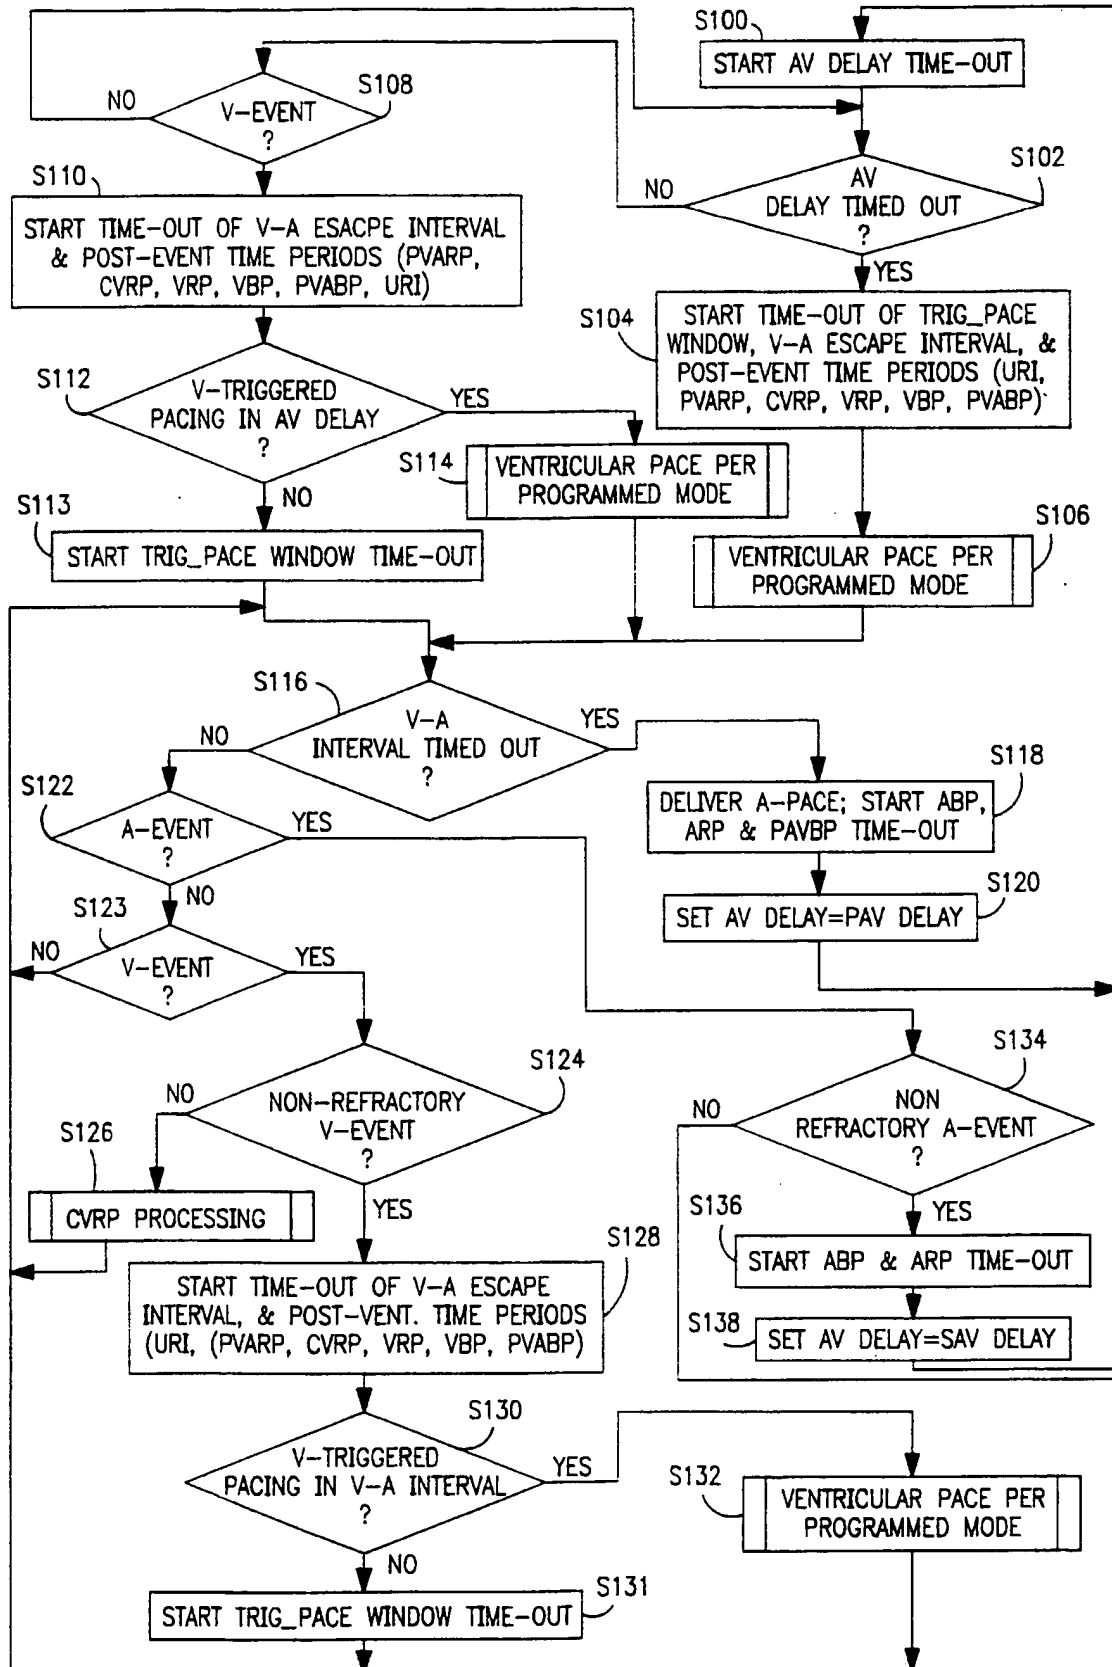 S100
START AV DELAY TIME-OUT
NO
V-EVENT
?
S108
S102
NO
AV
DELAY TIMED OUT
?
YES
S110
START TIME-OUT OF V-A ESACPE INTERVAL
& POST-EVENT TIME PERIODS (PVARP,
CVRP, VRP, VBP, PVABP, URI)
S104
START TIME-OUT OF TRIG_PACE
WINDOW, V-A ESCAPE INTERVAL, &
POST-EVENT TIME PERIODS (URI,
PVARP, CVRP, VRP, VBP, PVABP)
S112
V-TRIGGERED
PACING IN AV DELAY
?
YES
NO
S114
VENTRICULAR PACE PER
PROGRAMMED MODE
S113
START TRIG_PACE WINDOW TIME-OUT
S106
VENTRICULAR PACE PER
PROGRAMMED MODE
S116
V-A
INTERVAL TIMED OUT
?
NO
YES
S118
DELIVER A-PACE; START ABP,
ARP & PAVBP TIME-OUT
S122
A-EVENT
?
YES
NO
S120
SET AV DELAY=PAV DELAY
S123
NO
V-EVENT
?
YES
S124
NO
NON-REFRACTORY
V-EVENT
?
YES
S134
NO
NON
REFRACTORY A-EVENT
?
YES
S126
CVRP PROCESSING
S136
START ABP & ARP TIME-OUT
S128
START TIME-OUT OF V-A ESCAPE
INTERVAL, & POST-VENT. TIME PERIODS
(URI, (PVARP, CVRP, VRP, VBP, PVABP)
S138
SET AV DELAY=SAV DELAY
S130
V-TRIGGERED
PACING IN V-A INTERVAL
?
YES
NO
S132
VENTRICULAR PACE PER
PROGRAMMED MODE
S131
START TRIG_PACE WINDOW TIME-OUT